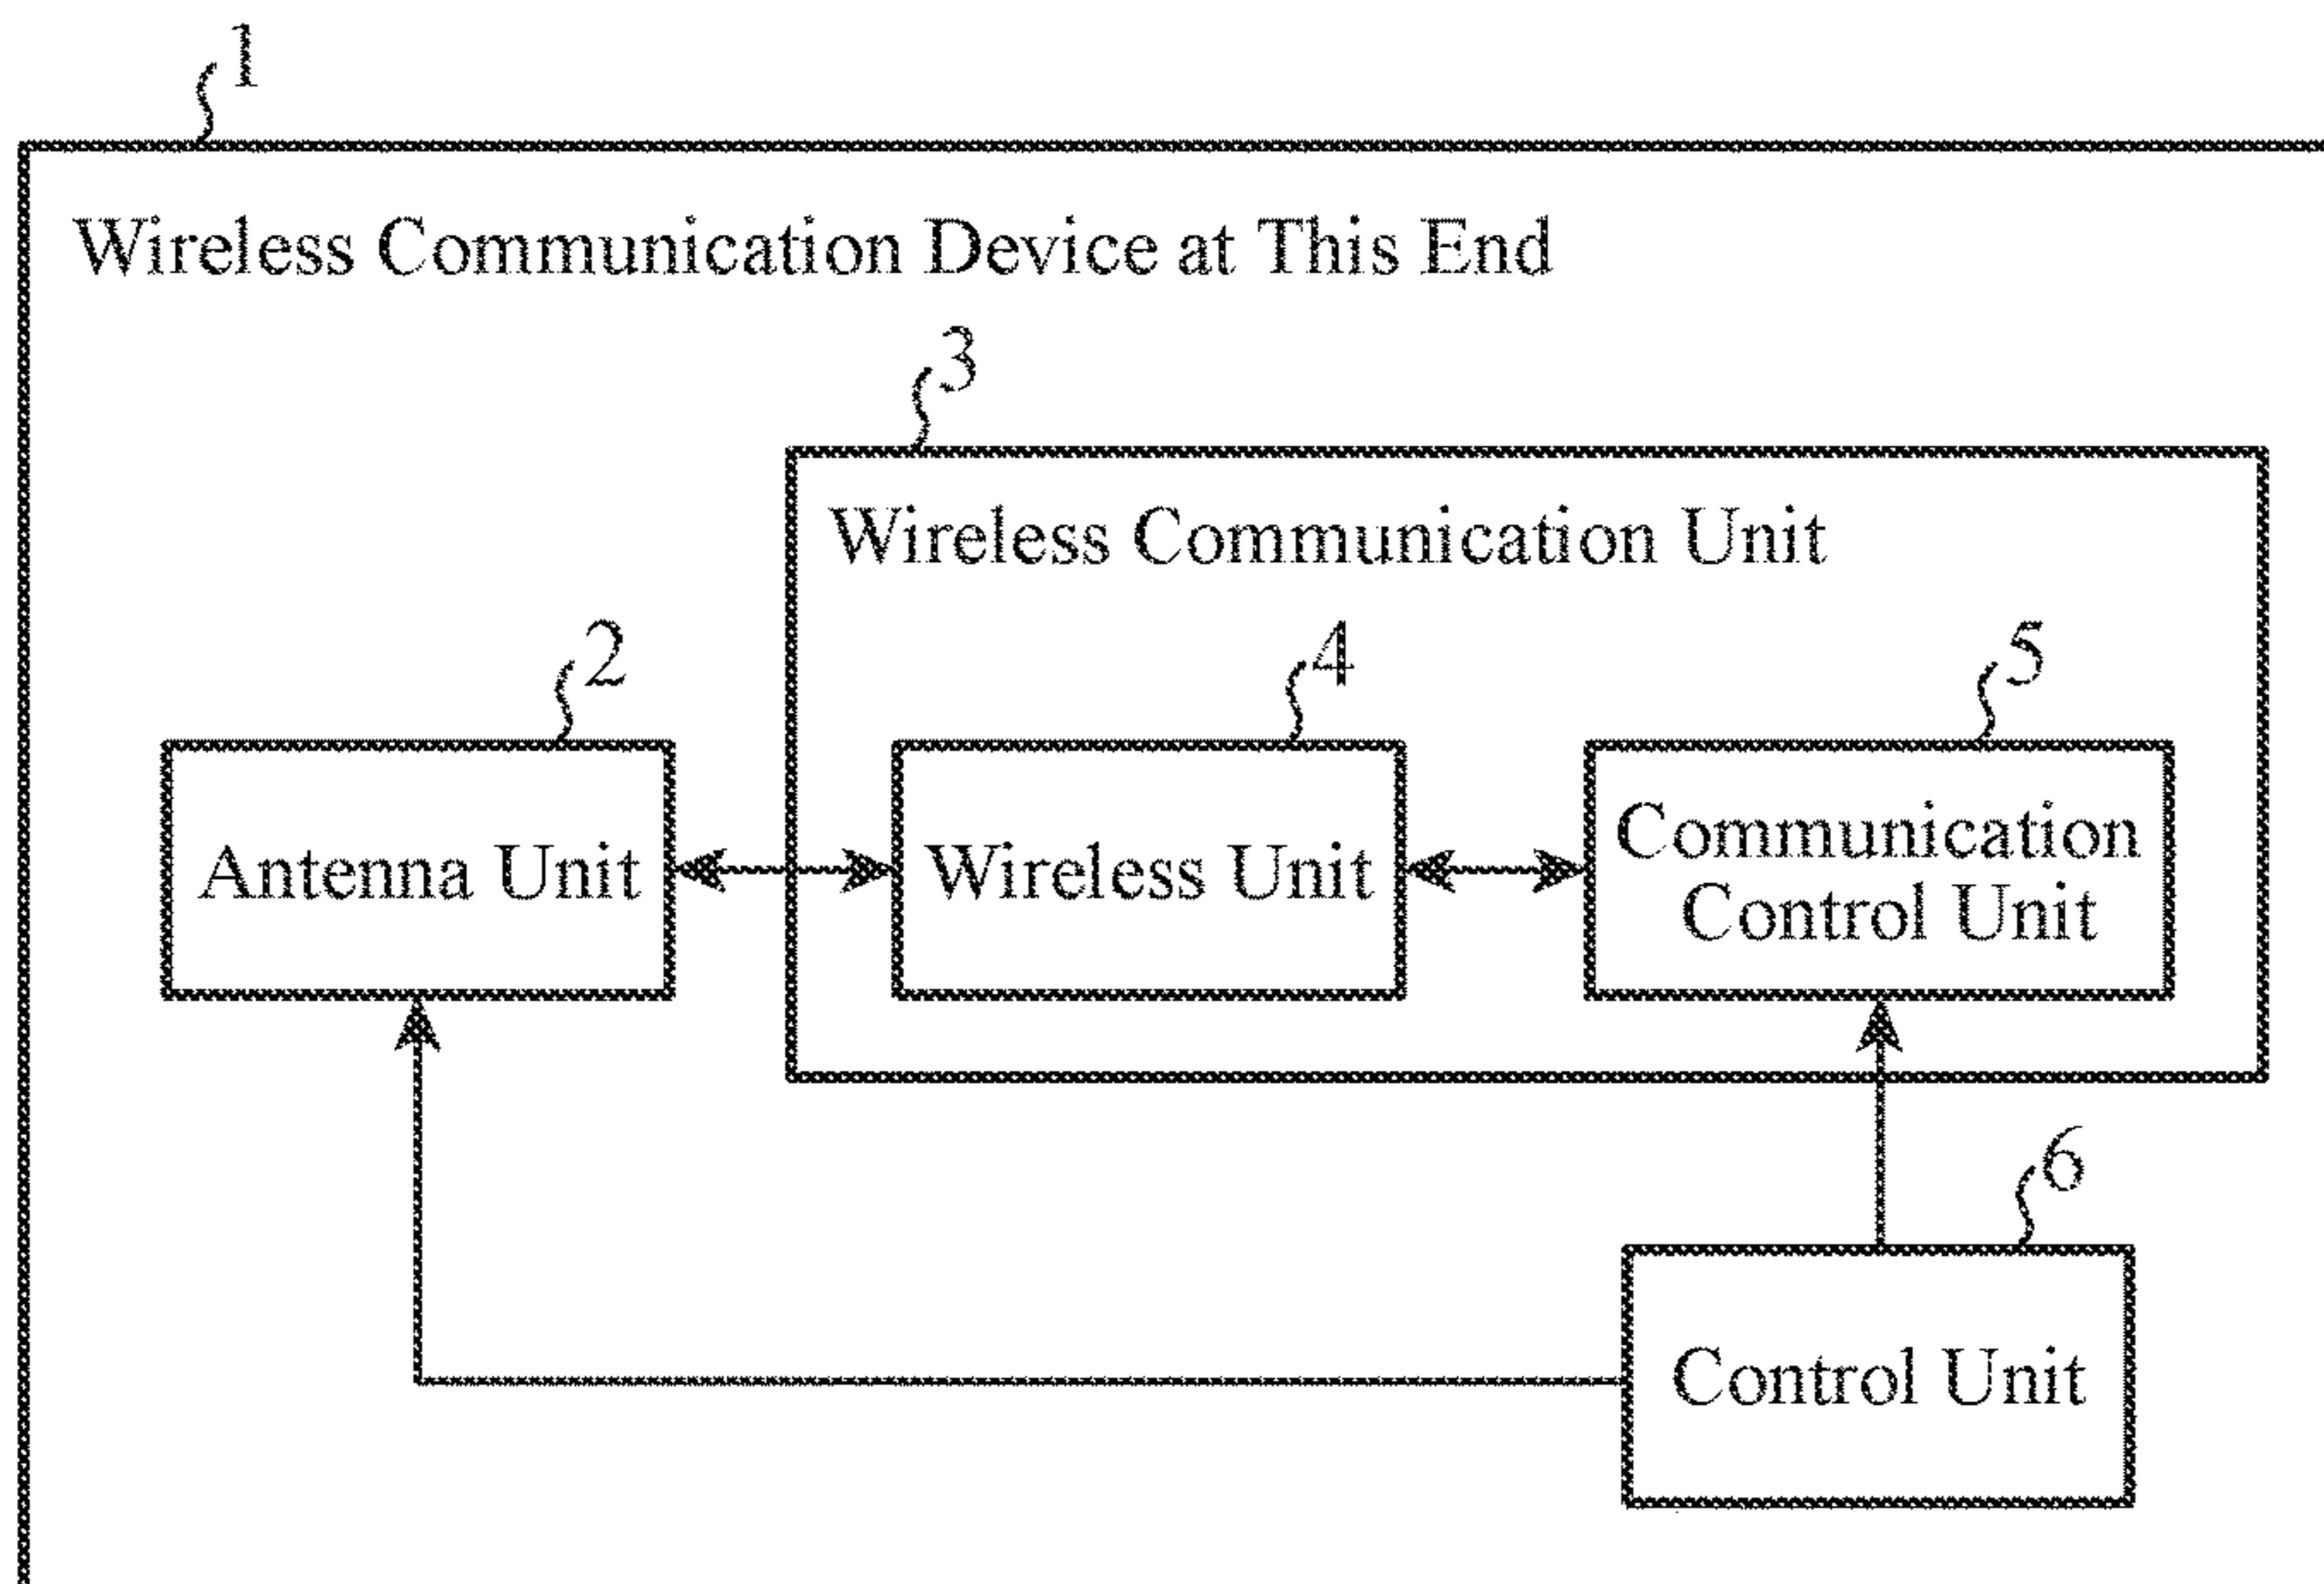 1
Wireless Communication Device at This End
3
Wireless Communication Unit
2
4
5
Antenna Unit
Wireless Unit
Communication
Control Unit
6
Control Unit